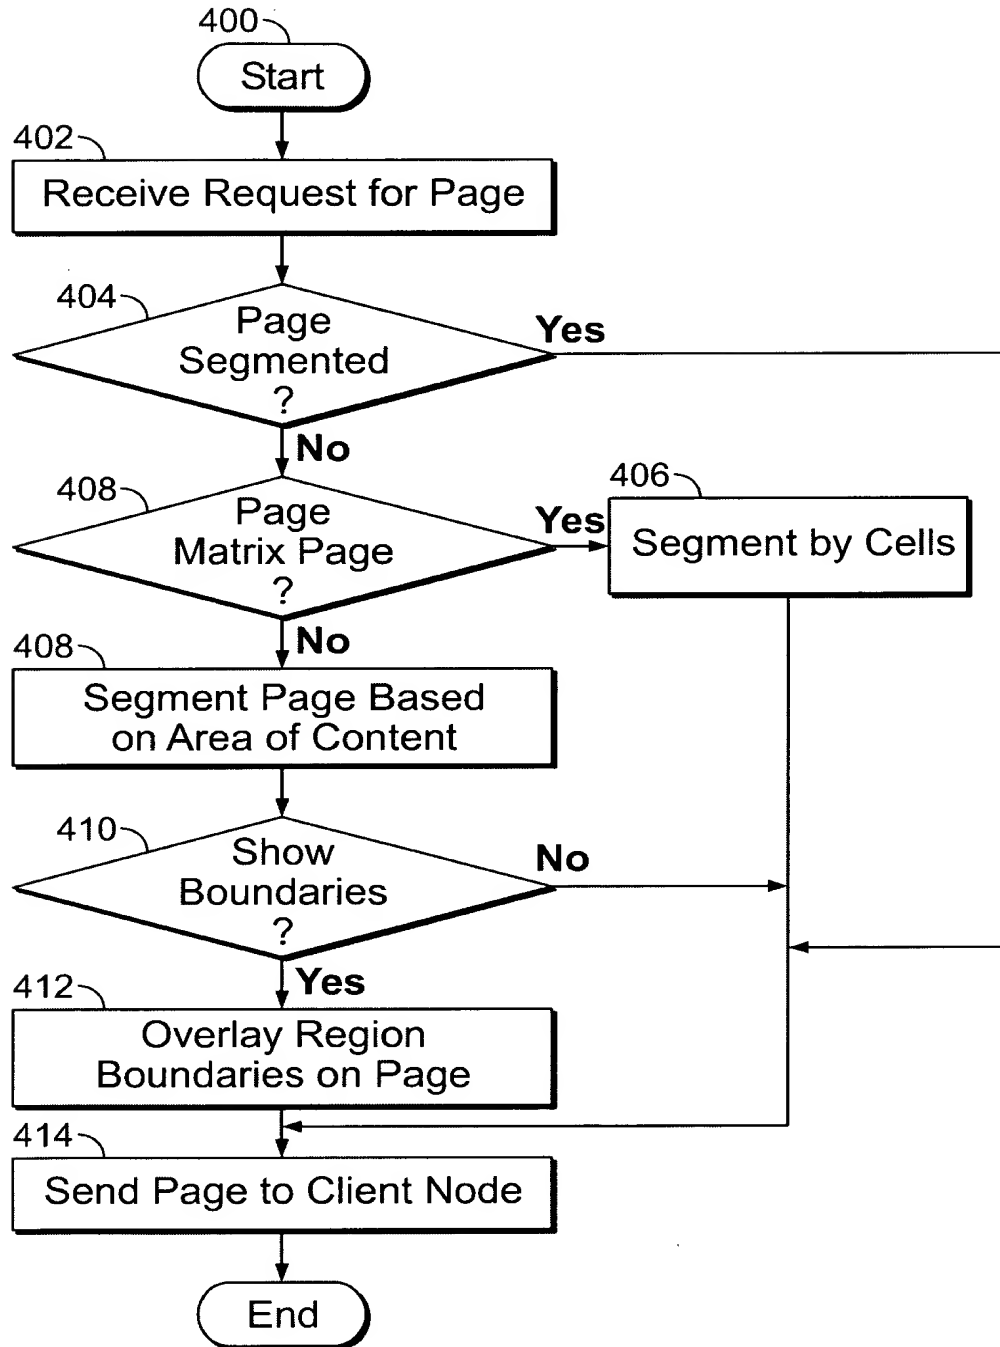 400
Start
402
Receive Request for Page
404
Page
Segmented
?
Yes
No
408
Page
Matrix Page
?
Yes
406
Segment by Cells
No
408
Segment Page Based
on Area of Content
410
Show
Boundaries
?
No
Yes
412
Overlay Region
Boundaries on Page
414
Send Page to Client Node
End